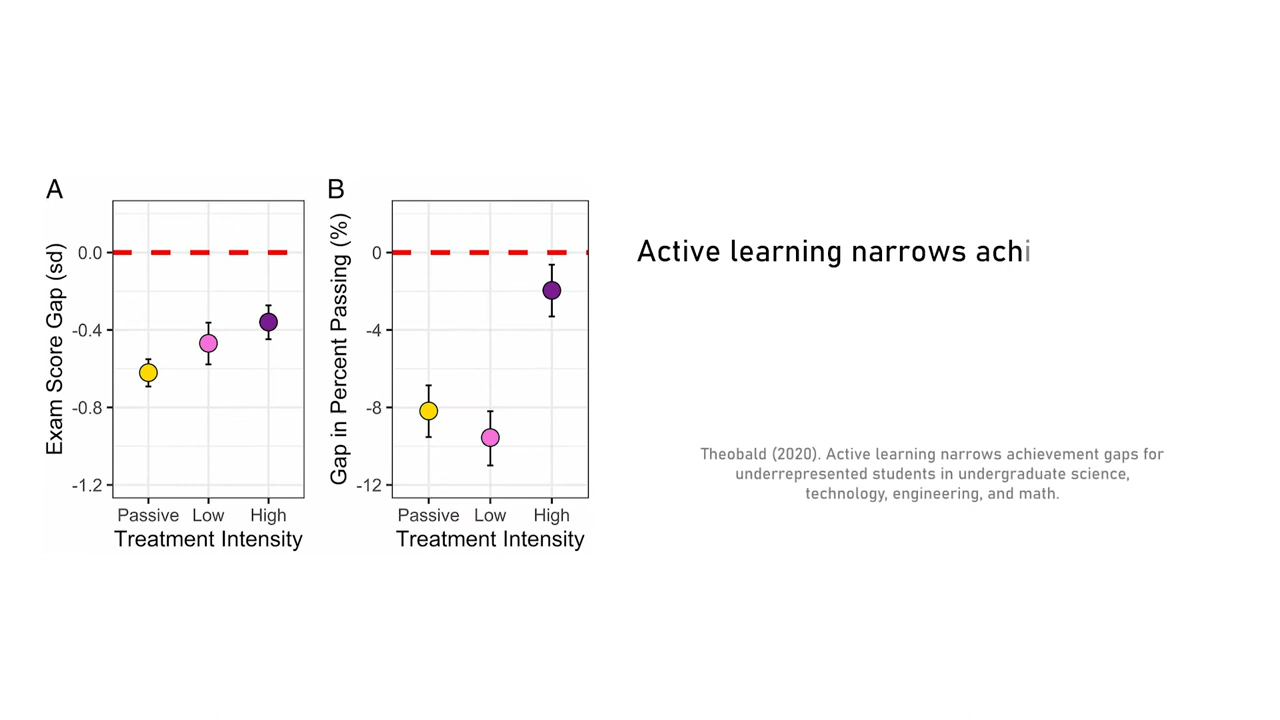 A
Exam Score Gap (sd)
0.0
-0.4
-0.8
-1.2
Passive Low High
Treatment Intensity
B
Gap in Percent Passing (%)
0
-4
-8
-12
Passive Low High
Treatment Intensity
Active learning narrows achi
Theobald (2020). Active learning narrows achievement gaps for
underrepresented students in undergraduate science,
technology, engineering, and math.